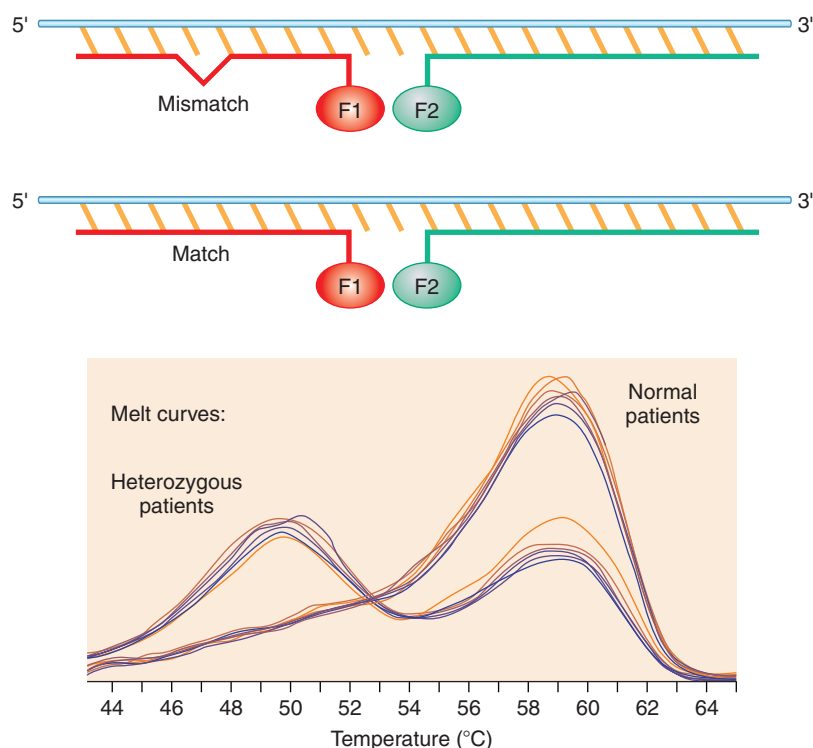 5' 3'
Mismatch F1 F2
5' 3'
Match
F1 F2
Melt curves:
Normal
patients
Heterozygous
patients
44 46 48 50 52 54 56 58 60 62 64
Temperature (°C)